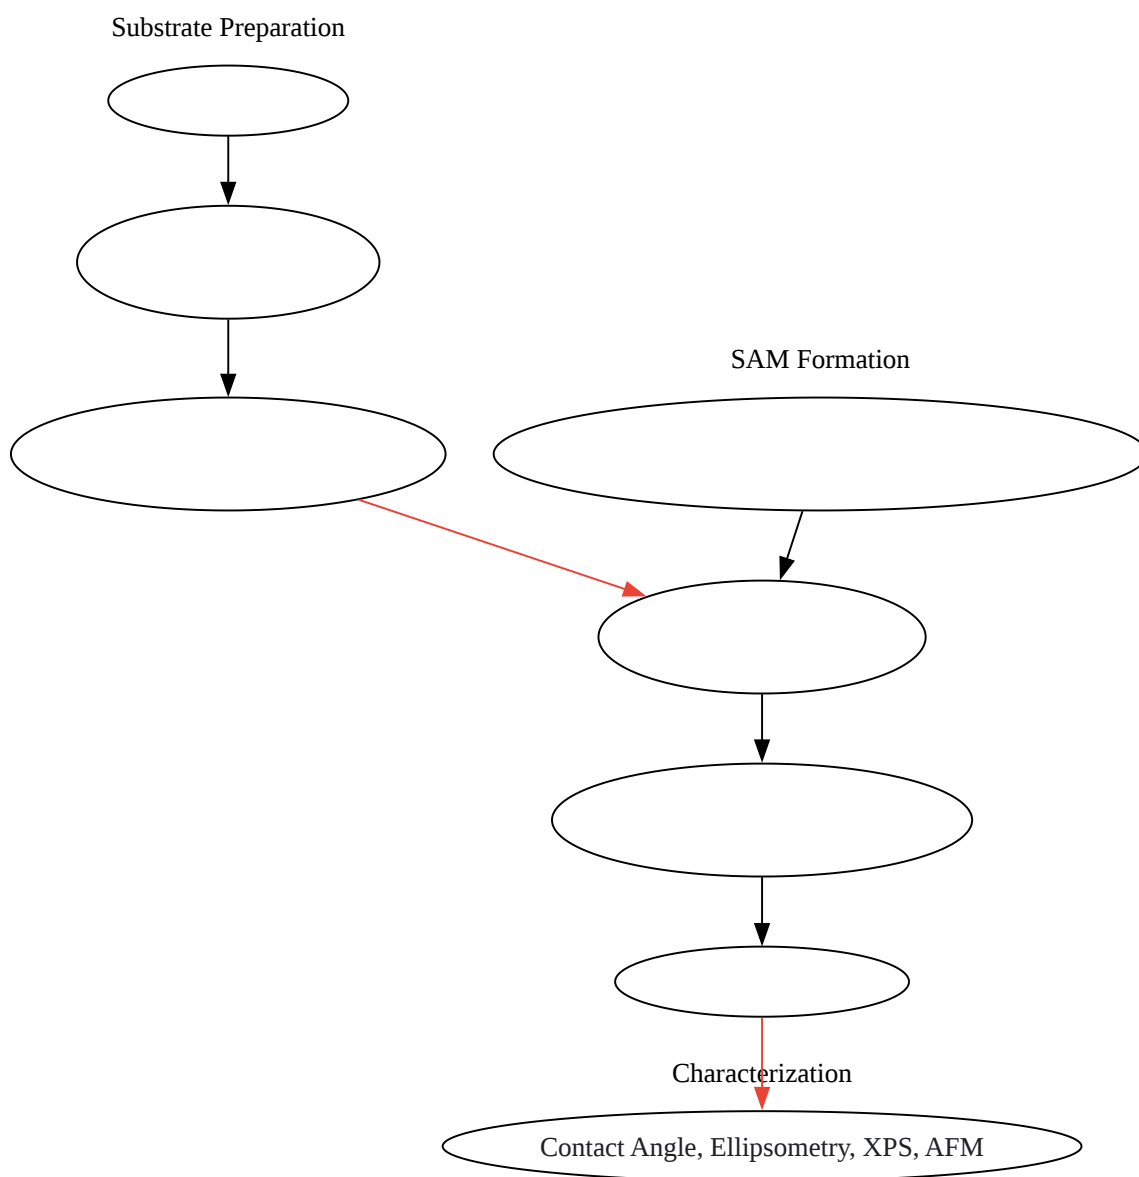 Substrate Preparation
SAM Formation
Characterization
Contact Angle, Ellipsometry, XPS, AFM